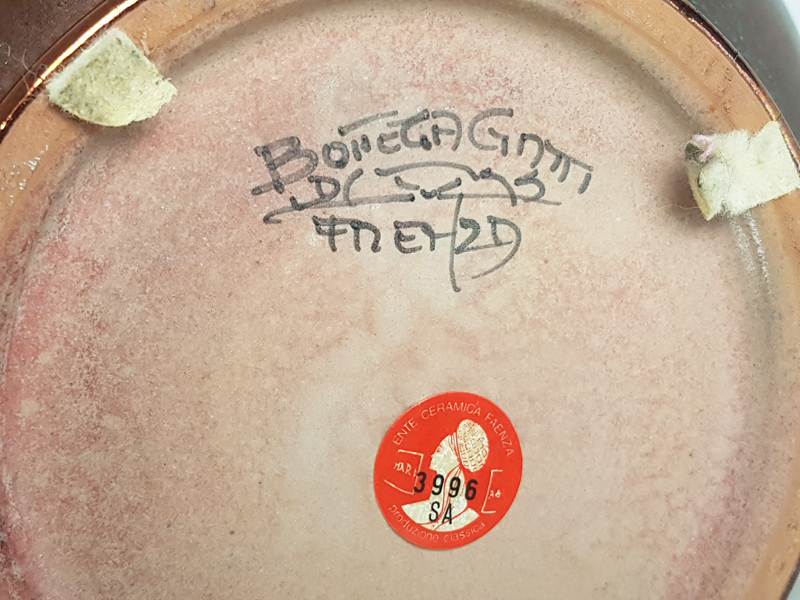 BOTTEGA GATTI
FAENZA
ENTE CERAMICA FAENZA
3996
SA
produzione classica